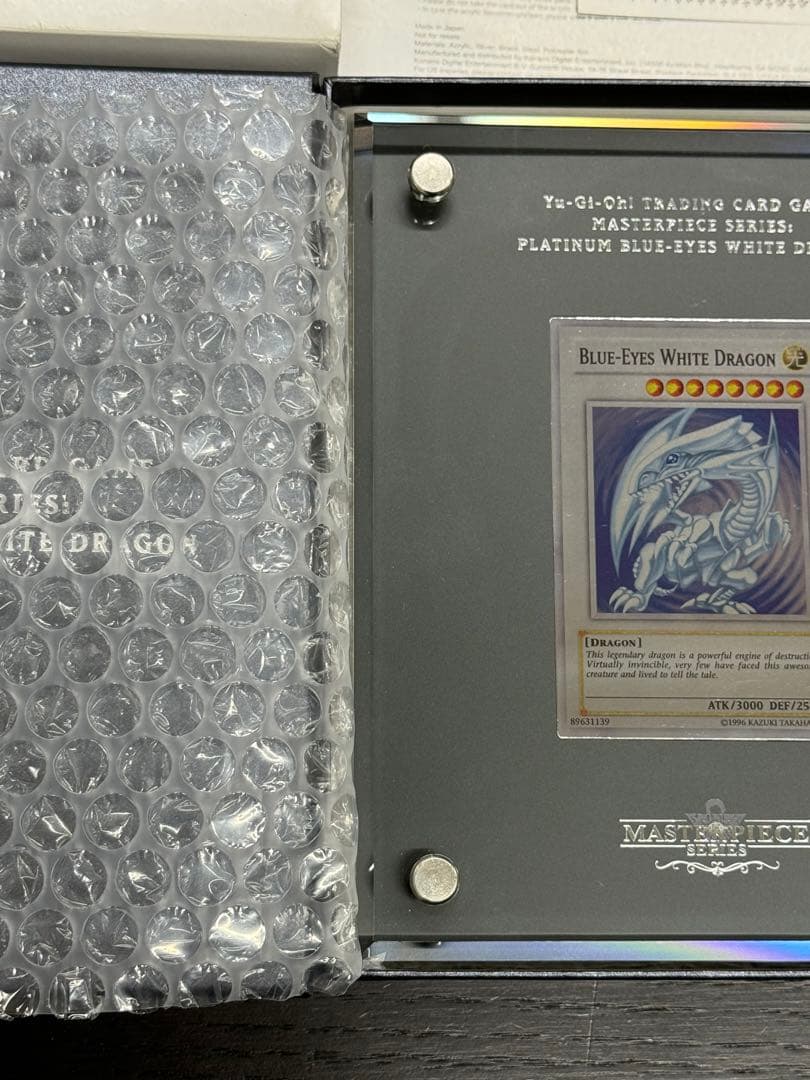 Made in Japan
Not for resale
Yu-Gi-Oh! TRADING CARD GA
MASTERPIECE SERIES:
PLATINUM BLUE-EYES WHITE D
BLUE-EYES WHITE DRAGON 光
[DRAGON]
This legendary dragon is a powerful engine of destructi
Virtually invincible, very few have faced this aweso
creature and lived to tell the tale.
ATK/3000 DEF/25
89631139 ©1996 KAZUKI TAKAHA
MASTERPIECE
SERIES
RIES:
ITE DRAGON